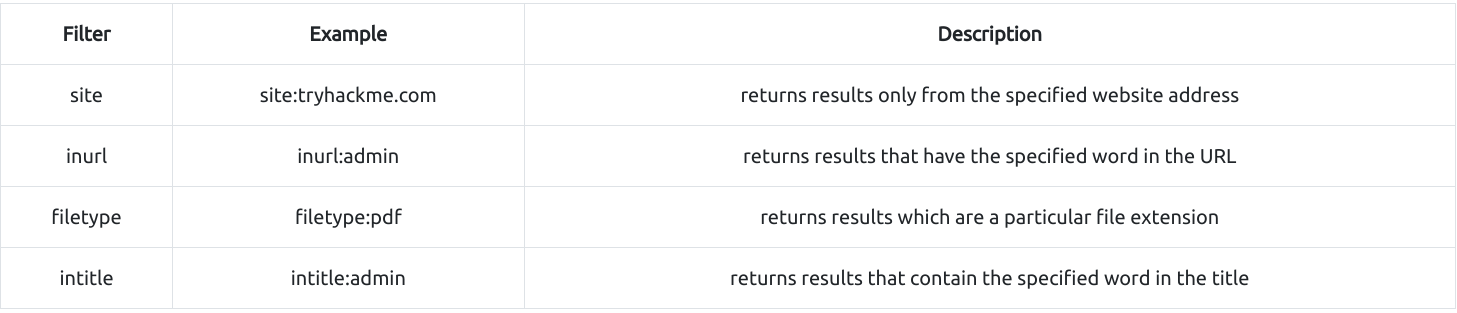 Filter Example Description
site site:tryhackme.com returns results only from the specified website address
inurl inurl:admin returns results that have the specified word in the URL
filetype filetype:pdf returns results which are a particular file extension
intitle intitle:admin returns results that contain the specified word in the title